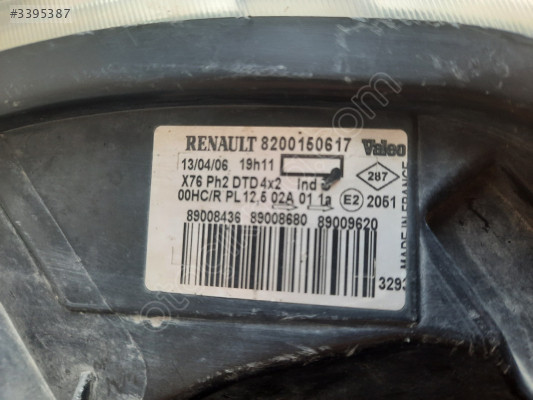 #3395387
RENAULT 8200150617 Valeo
13/04/06 19h11 287
X76 Ph2 DTD 4x2 Ind
00HC/R PL 12,5 02A 01 1a E2 2051
89008436 89008680 89009620
MADE IN FRANCE
3293